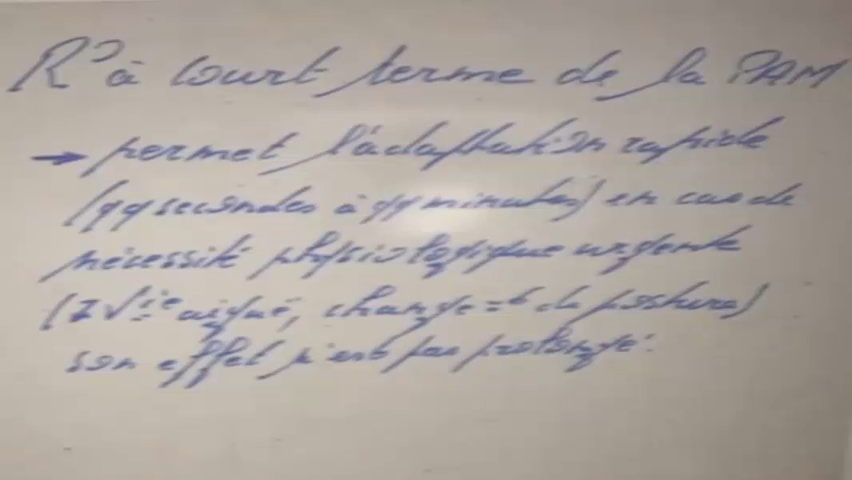 R° à court terme de la PAM
→ permet l'adaptation rapide
(qq secondes à qq minutes) en cas de
nécessité physiologique urgente
aiguë, change=t de posture)
son effet n'est pas prolongé.